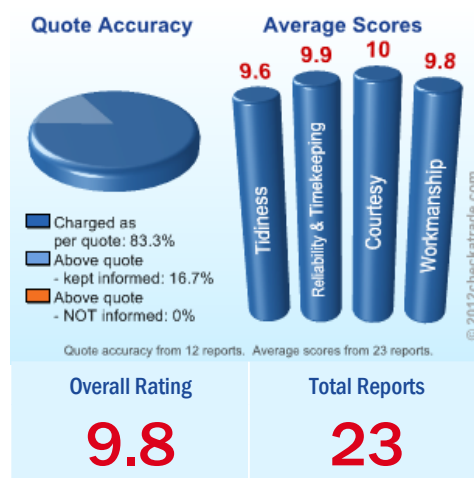 Quote Accuracy
Charged as
per quote: 83.3%
Above quote
- kept informed: 16.7%
Above quote
- NOT informed: 0%
Average Scores
9.6
9.9
10
9.8
Tidiness
Reliability & Timekeeping
Courtesy
Workmanship
© 2012checkatrade.com
Quote accuracy from 12 reports. Average scores from 23 reports.
Overall Rating
9.8
Total Reports
23